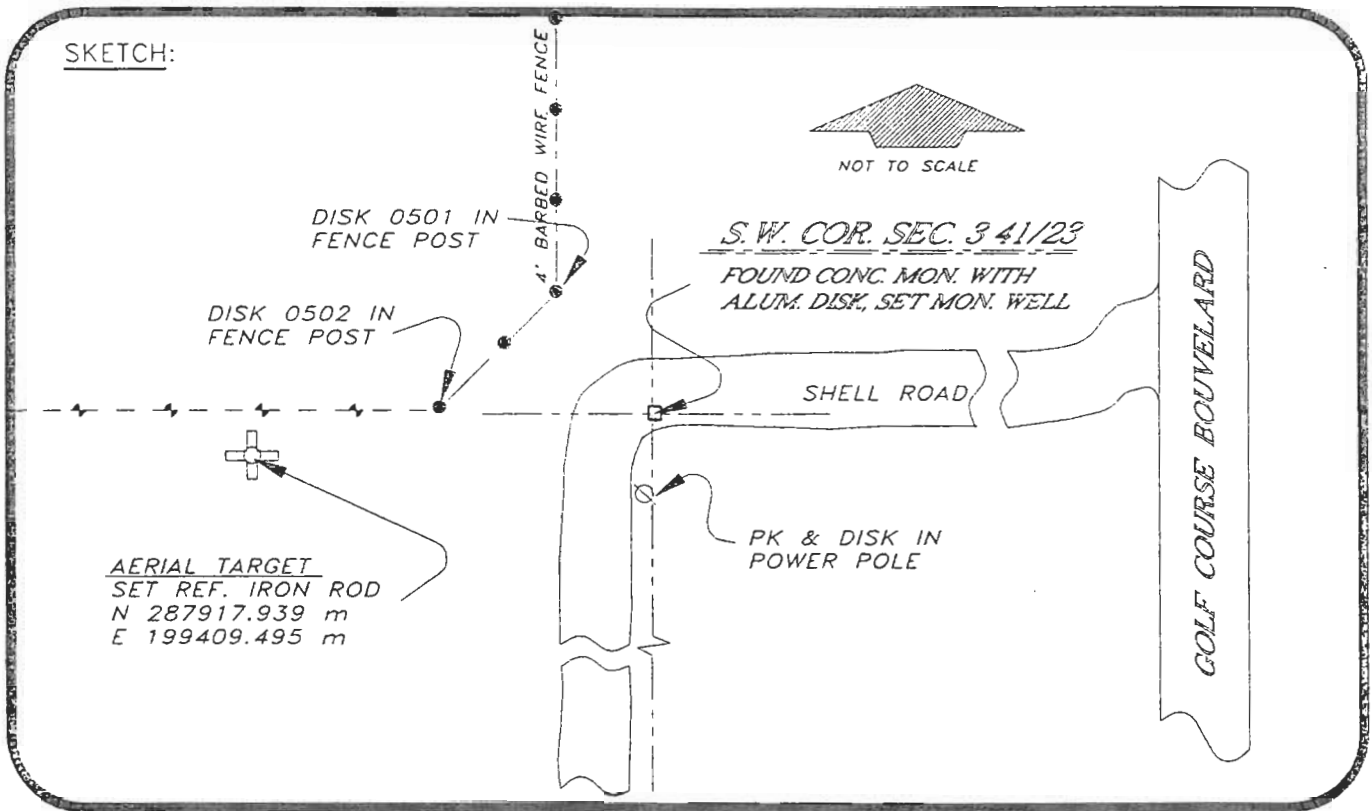 SKETCH:
4' BARBED WIRE FENCE
NOT TO SCALE
DISK 0501 IN
FENCE POST
S. W. COR. SEC. 3 41/23
FOUND CONC. MON. WITH
ALUM. DISK, SET MON. WELL
DISK 0502 IN
FENCE POST
SHELL ROAD
GOLF COURSE BOUVELARD
PK & DISK IN
POWER POLE
AERIAL TARGET
SET REF. IRON ROD
N 287917.939 m
E 199409.495 m